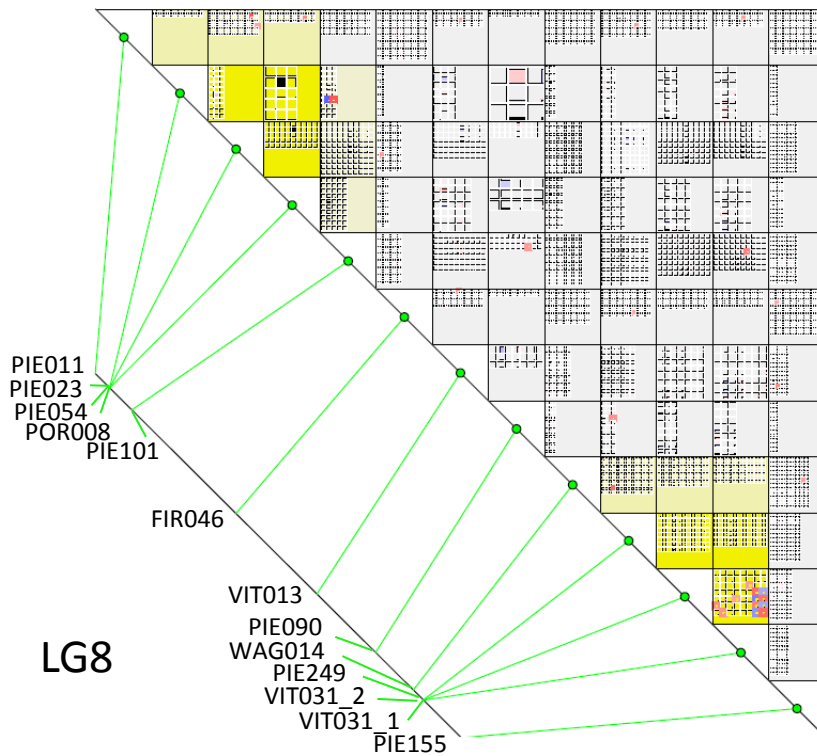 PIE011
PIE023
PIE054
POR008
PIE101
FIR046
VIT013
PIE090
WAG014
PIE249
VIT031_2
VIT031_1
PIE155
LG8